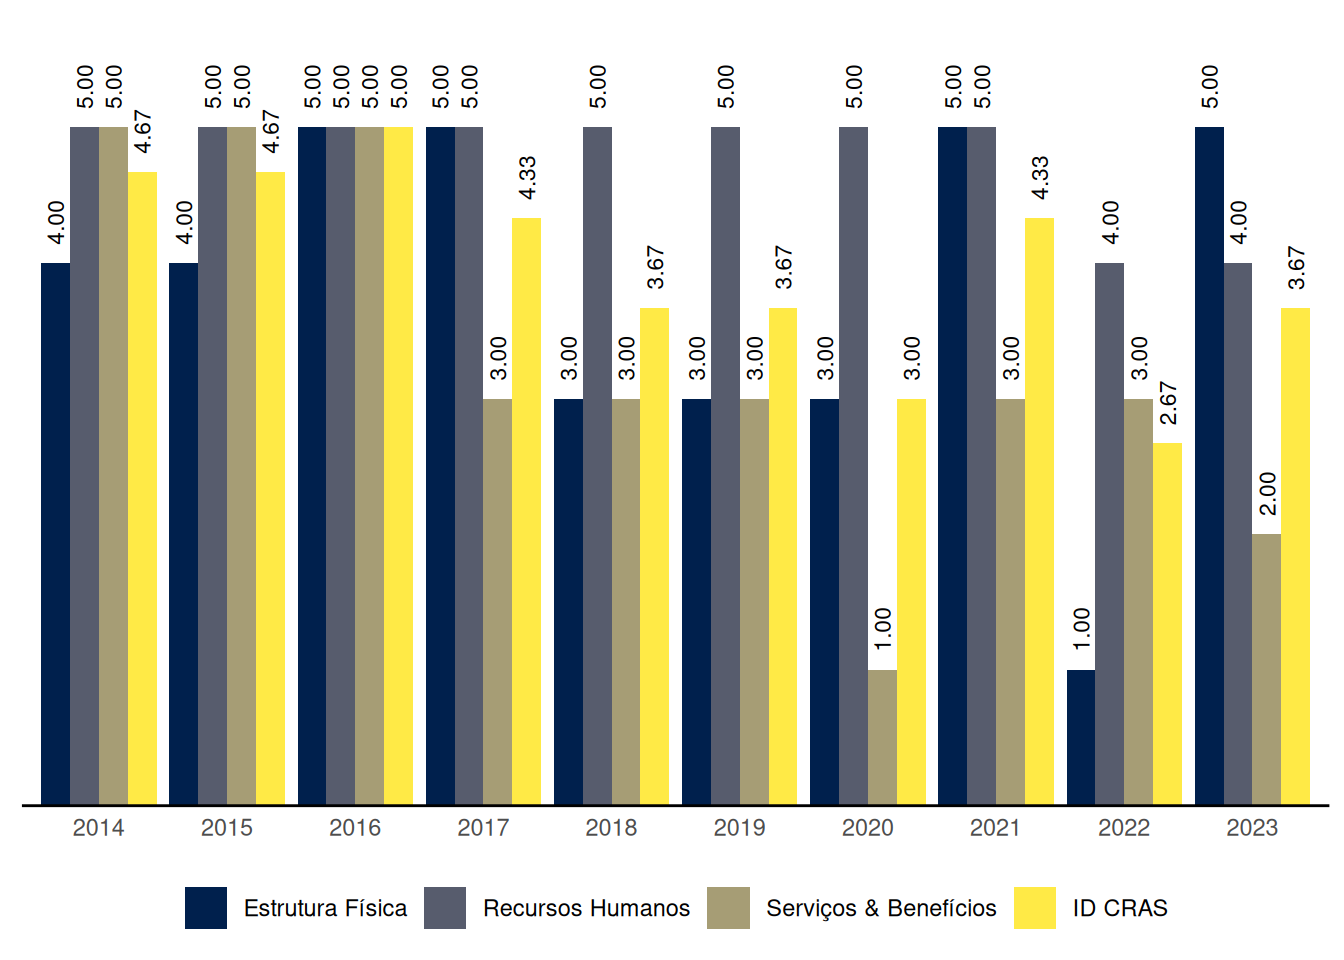 5.00 5.00 5.00 5.00 5.00 5.00 5.00 5.00 5.00 5.00 5.00 5.00 5.00 5.00 5.00 5.00
4.67 4.67
4.33 4.33
4.00 4.00 4.00 4.00
3.67 3.67 3.67
3.00 3.00 3.00 3.00 3.00 3.00 3.00 3.00 3.00
2.67
2.00
1.00 1.00
2014 2015 2016 2017 2018 2019 2020 2021 2022 2023
Estrutura Física Recursos Humanos Serviços & Benefícios ID CRAS